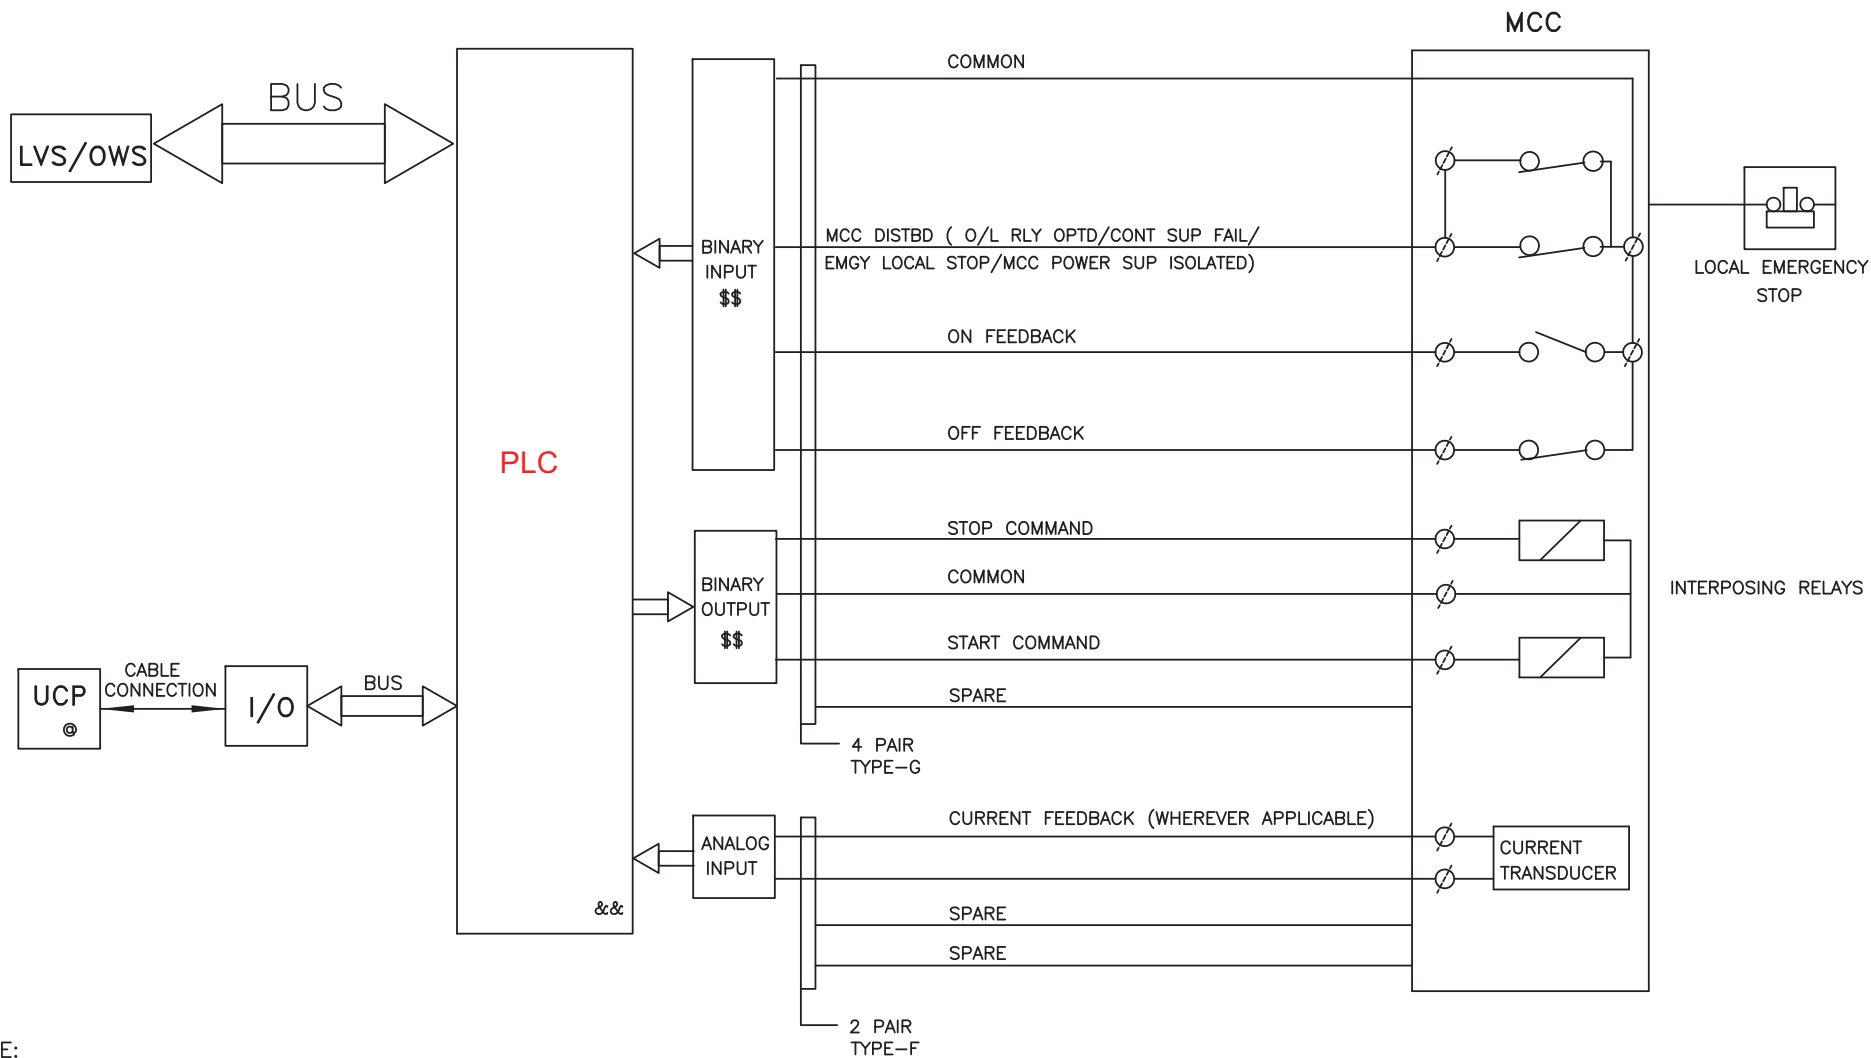 MCC
COMMON
BUS
LVS/OWS
MCC DISTBD ( O/L RLY OPTD/CONT SUP FAIL/
EMGY LOCAL STOP/MCC POWER SUP ISOLATED)
BINARY
INPUT
$$
LOCAL EMERGENCY
STOP
ON FEEDBACK
OFF FEEDBACK
PLC
STOP COMMAND
COMMON
BINARY
OUTPUT
$$
INTERPOSING RELAYS
START COMMAND
SPARE
UCP
@
CABLE
CONNECTION
I/O
BUS
4 PAIR
TYPE-G
CURRENT FEEDBACK (WHEREVER APPLICABLE)
ANALOG
INPUT
CURRENT
TRANSDUCER
&&
SPARE
SPARE
2 PAIR
TYPE-F
E: